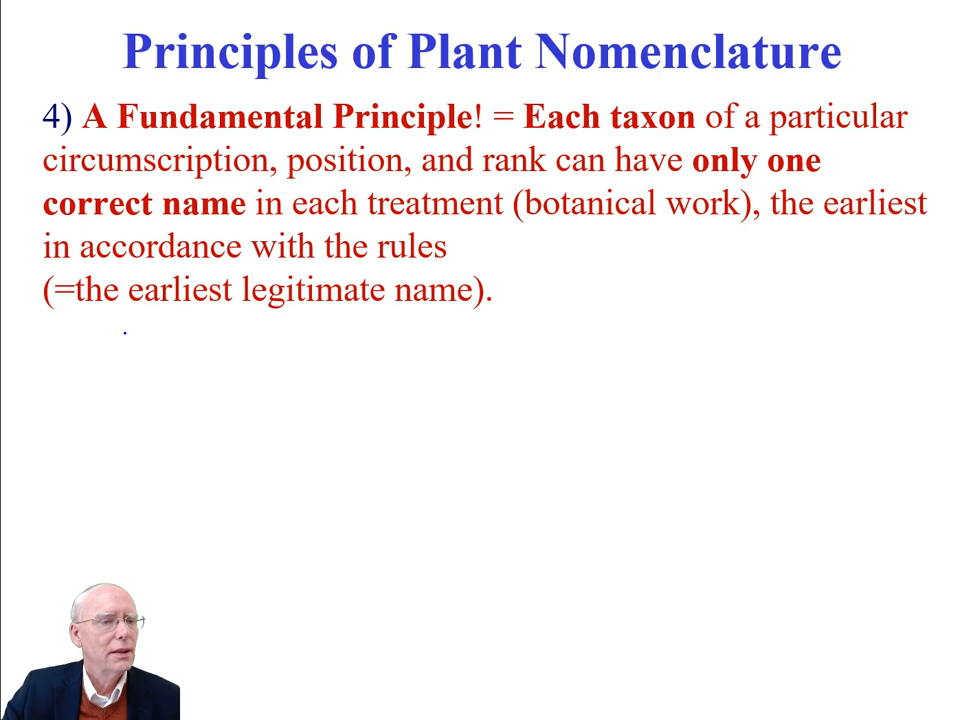 Principles of Plant Nomenclature
4) A Fundamental Principle! = Each taxon of a particular
circumscription, position, and rank can have only one
correct name in each treatment (botanical work), the earliest
in accordance with the rules
(=the earliest legitimate name).
.